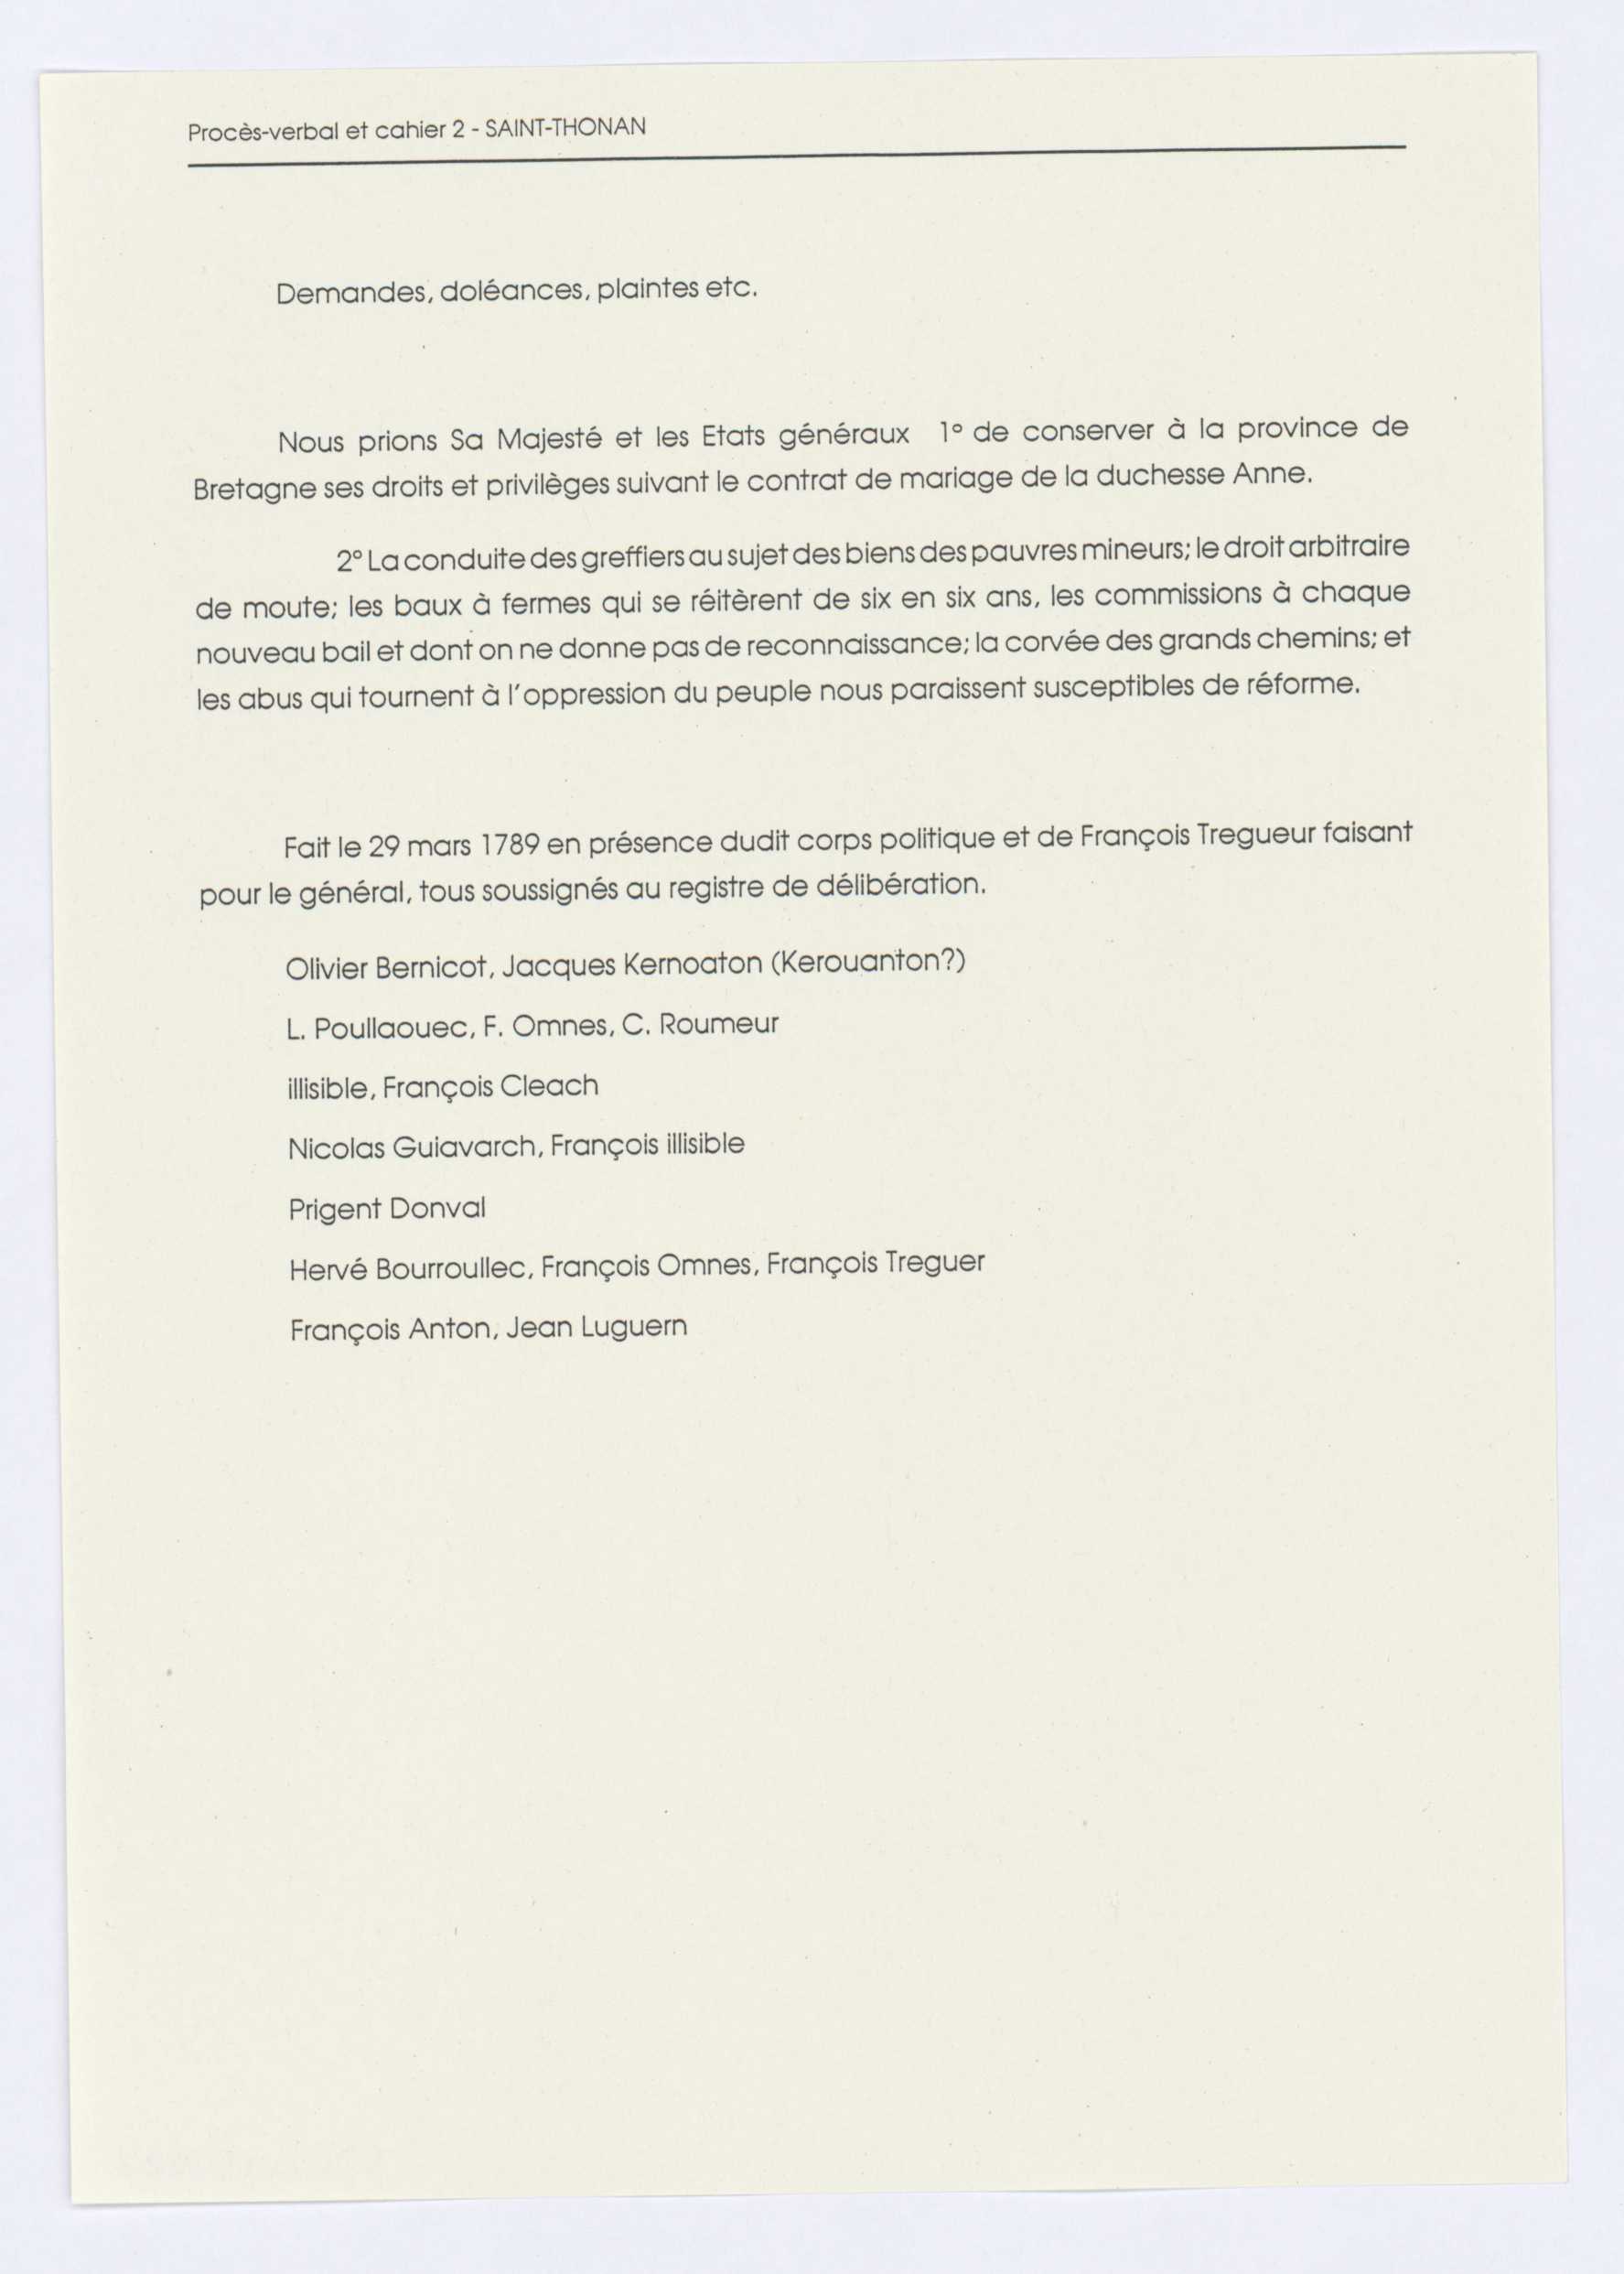 Procès-verbal et cahier 2 - SAINT-THONAN
Demandes, doléances, plaintes etc.
Nous prions Sa Majesté et les Etats généraux 1° de conserver à la province de
Bretagne ses droits et privilèges suivant le contrat de mariage de la duchesse Anne.
2° La conduite des greffiers au sujet des biens des pauvres mineurs; le droit arbitraire
de moute; les baux à fermes qui se réitèrent de six en six ans, les commissions à chaque
nouveau bail et dont on ne donne pas de reconnaissance; la corvée des grands chemins; et
les abus qui tournent à l'oppression du peuple nous paraissent susceptibles de réforme.
Fait le 29 mars 1789 en présence dudit corps politique et de François Tregueur faisant
pour le général, tous soussignés au registre de délibération.
Olivier Bernicot, Jacques Kernoaton (Kerouanton?)
L. Poullaouec, F. Omnes, C. Roumeur
illisible, François Cleach
Nicolas Guiavarch, François illisible
Prigent Donval
Hervé Bourroullec, François Omnes, François Treguer
François Anton, Jean Luguern